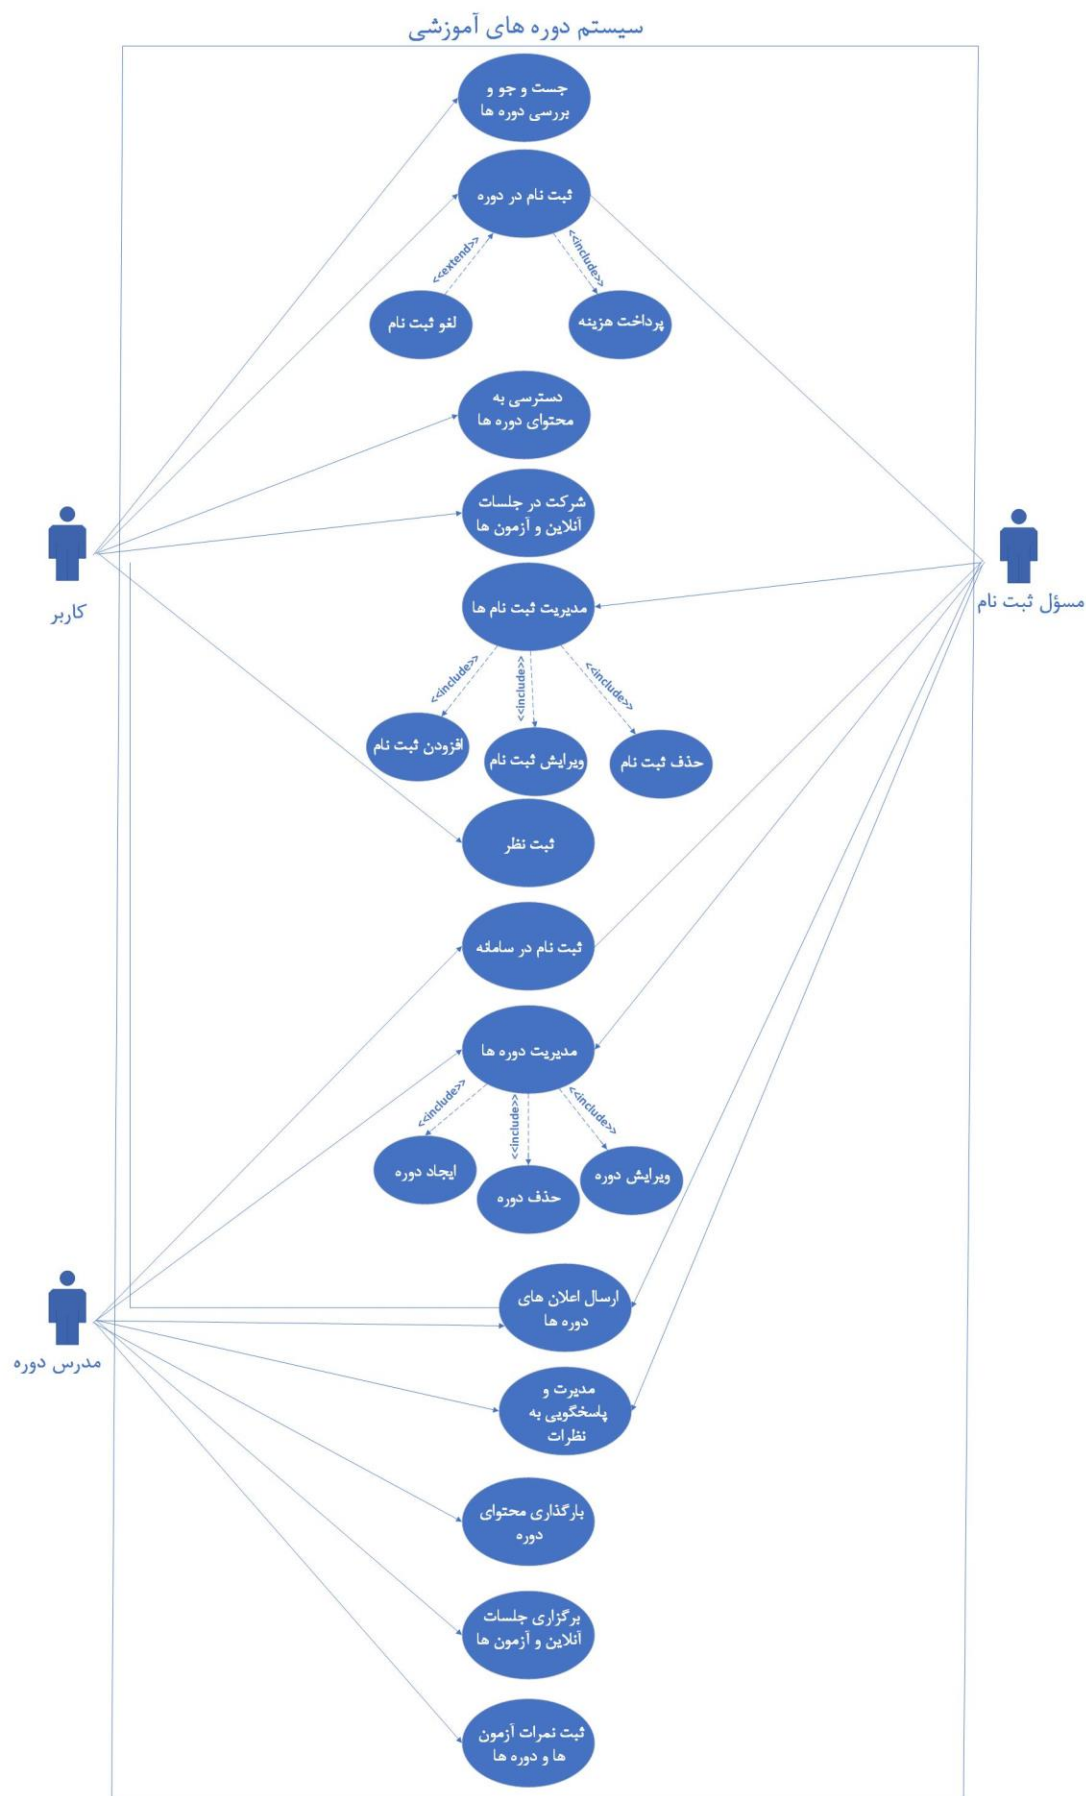 سیستم دوره های آموزشی
جست و جو و
بررسی دوره ها
ثبت نام در دوره
<<extend>>
<<include>>
لغو ثبت نام
پرداخت هزینه
دسترسی به
محتوای دوره ها
شرکت در جلسات
آنلاین و آزمون ها
کاربر
مسؤل ثبت نام
مدیریت ثبت نام ها
<<include>>
<<include>>
<<include>>
افزودن ثبت نام
ویرایش ثبت نام
حذف ثبت نام
ثبت نظر
ثبت نام در سامانه
مدیریت دوره ها
<<include>>
<<include>>
<<include>>
ایجاد دوره
حذف دوره
ویرایش دوره
ارسال اعلان های
دوره ها
مدرس دوره
مدیرت و
پاسخگویی به
نظرات
بارگذاری محتوای
دوره
برگزاری جلسات
آنلاین و آزمون ها
ثبت نمرات آزمون
ها و دوره ها